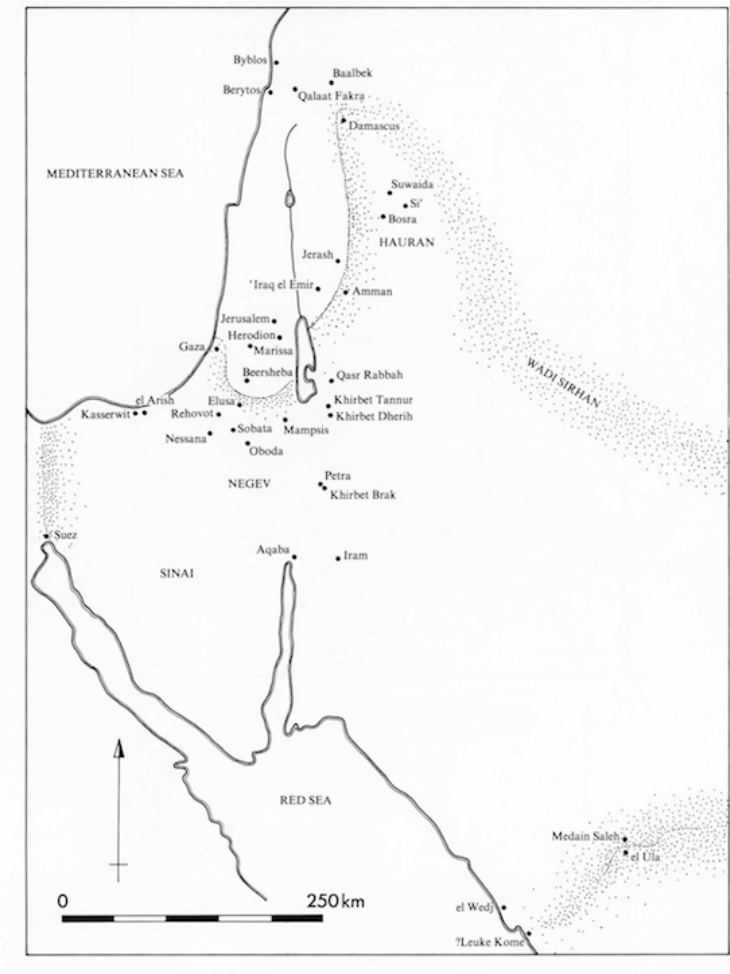 Byblos
Baalbek
Berytos
Qalaat Fakra
Damascus
MEDITERRANEAN SEA
Suwaida
Si'
Bosra
HAURAN
Jerash
'Iraq el Emir
Amman
Jerusalem
Herodion
Gaza
Marissa
Beersheba
Qasr Rabbah
WADI SIRHAN
el Arish
Elusa
Khirbet Tannur
Kasserwit
Rehovot
Khirbet Dherih
Sobata
Mampsis
Nessana
Oboda
Petra
NEGEV
Khirbet Brak
Suez
Aqaba
Iram
SINAI
RED SEA
Medain Saleh
el Ula
0 250 km
el Wedj
?Leuke Kome